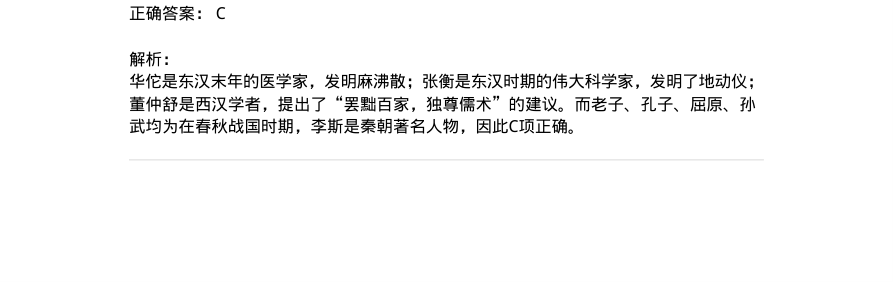 正确答案： C
解析：
华佗是东汉末年的医学家，发明麻沸散；张衡是东汉时期的伟大科学家，发明了地动仪；
董仲舒是西汉学者，提出了“罢黜百家，独尊儒术”的建议。而老子、孔子、屈原、孙
武均为在春秋战国时期，李斯是秦朝著名人物，因此C项正确。